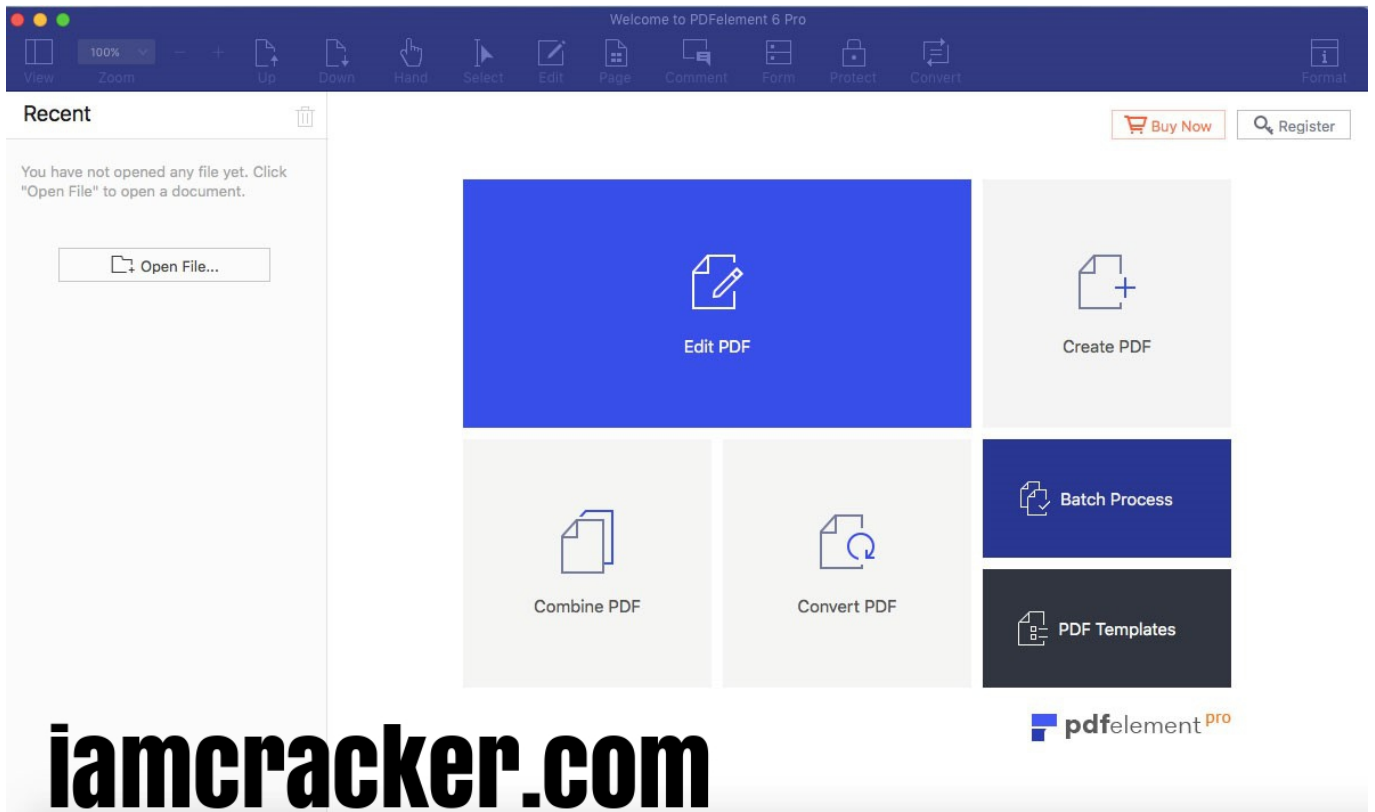 Welcome to PDFelement 6 Pro
100%
View Zoom Up Down Hand Select Edit Page Comment Form Protect Convert Format
Recent
Buy Now Register
You have not opened any file yet. Click
"Open File" to open a document.
Open File...
Edit PDF
Create PDF
Batch Process
Combine PDF
Convert PDF
PDF Templates
pdfelement pro
iamcracker.com